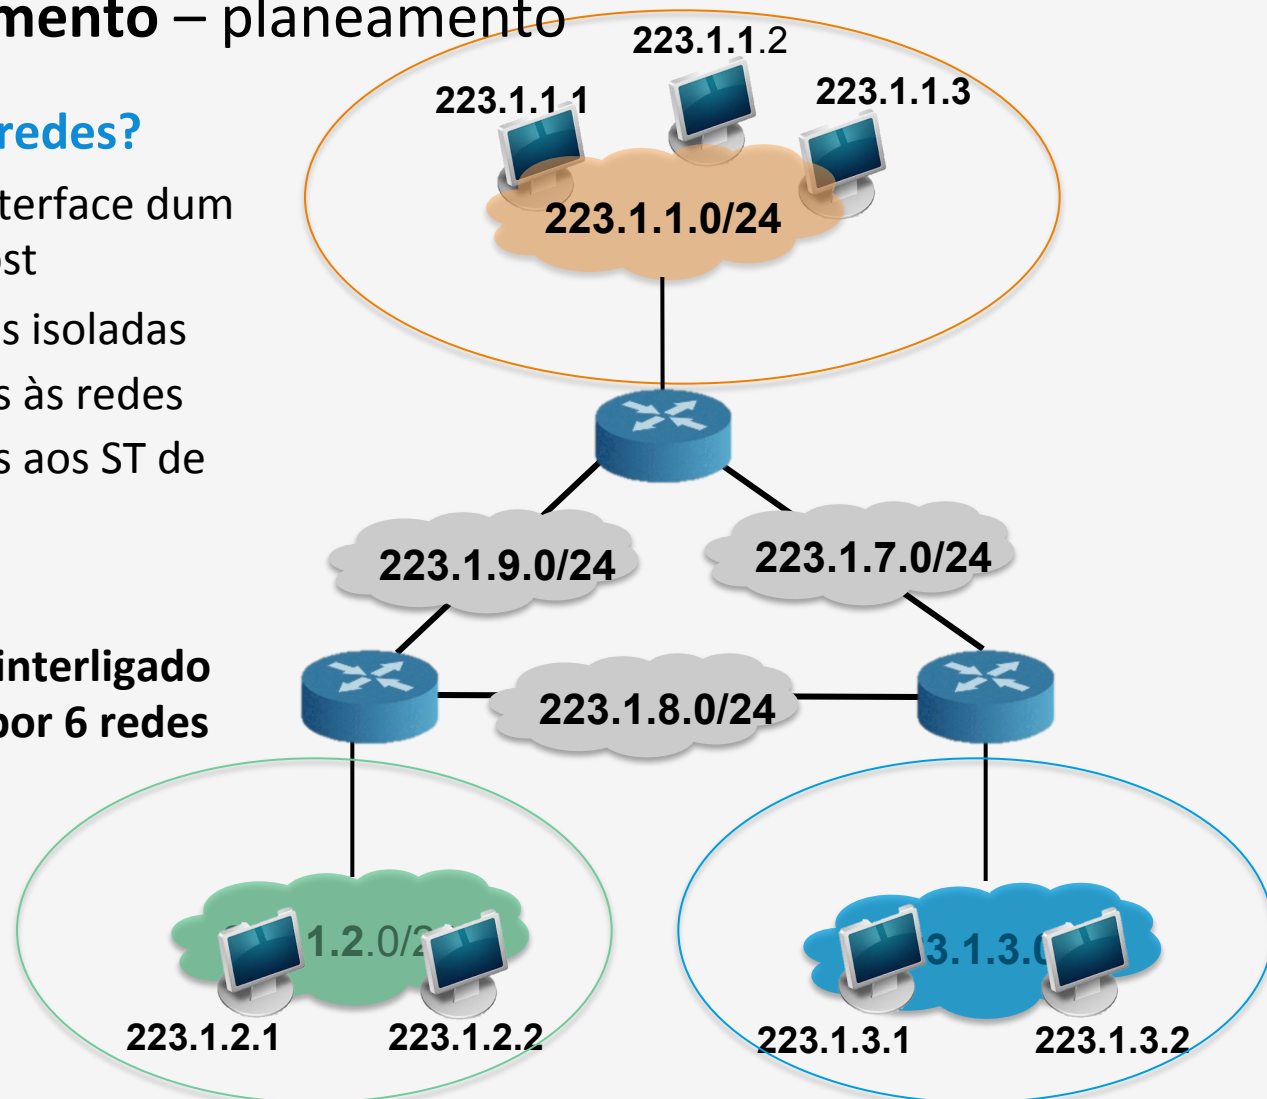 mento – planeamento
redes?
terface dum
ost
s isoladas
s às redes
s aos ST de
interligado
por 6 redes
223.1.1.2
223.1.1.1
223.1.1.3
223.1.1.0/24
223.1.9.0/24
223.1.7.0/24
223.1.8.0/24
1.2.0/2
3.1.3.0
223.1.2.1
223.1.2.2
223.1.3.1
223.1.3.2